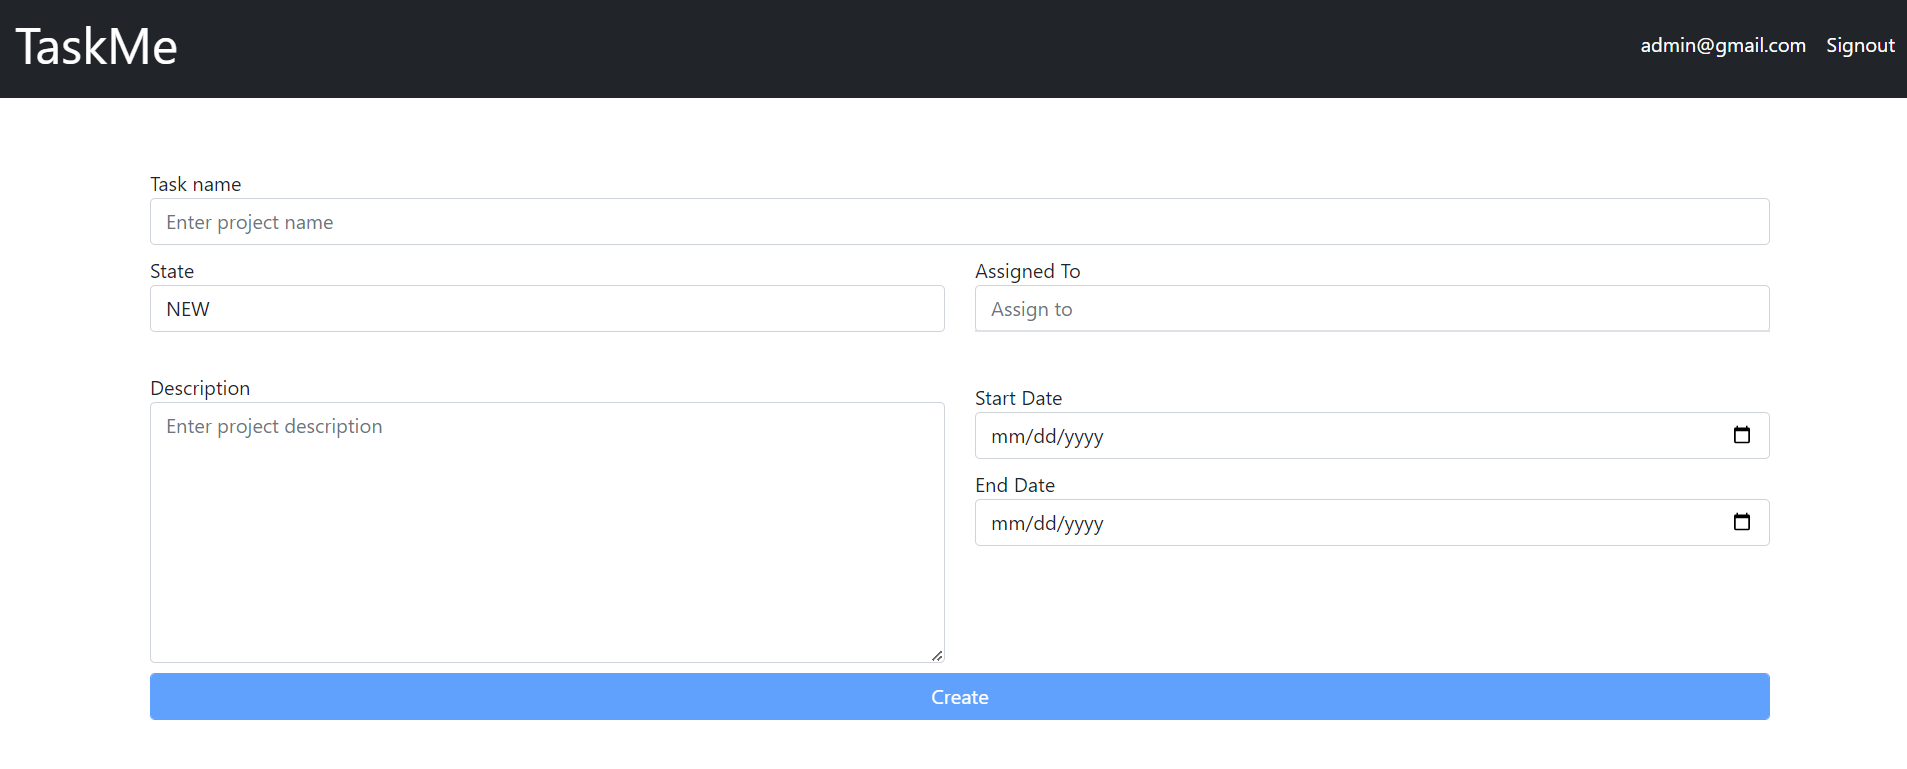 TaskMe
admin@gmail.com Signout
Task name
Enter project name
State
NEW
Assigned To
Assign to
Description
Enter project description
Start Date
mm/dd/yyyy
End Date
mm/dd/yyyy
Create